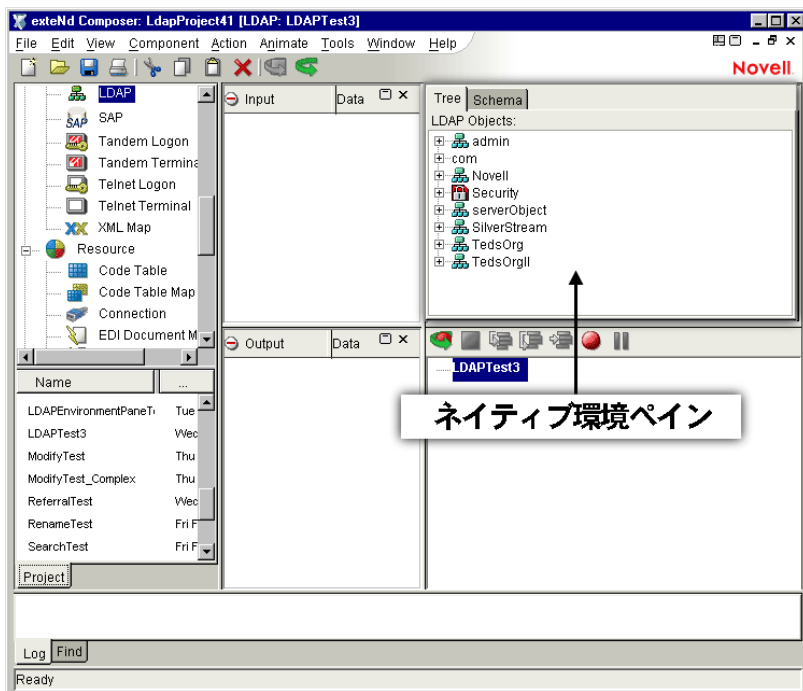 exteNd Composer: LdapProject41 [LDAP: LDAPTest3]
File Edit View Component Action Animate Tools Window Help
Novell.
LDAP
SAP
Tandem Logon
Tandem Termina
Telnet Logon
Telnet Terminal
XML Map
Resource
Code Table
Code Table Map
Connection
EDI Document M
Name ...
LDAPEnvironmentPaneT Tue
LDAPTest3 Wed
ModifyTest Thu
ModifyTest_Complex Thu
ReferralTest Wed
RenameTest Fri F
SearchTest Fri F
Project
Input Data
Output Data
Tree Schema
LDAP Objects:
admin
com
Novell
Security
serverObject
SilverStream
TedsOrg
TedsOrgII
LDAPTest3
ネイティブ環境ペイン
Log Find
Ready